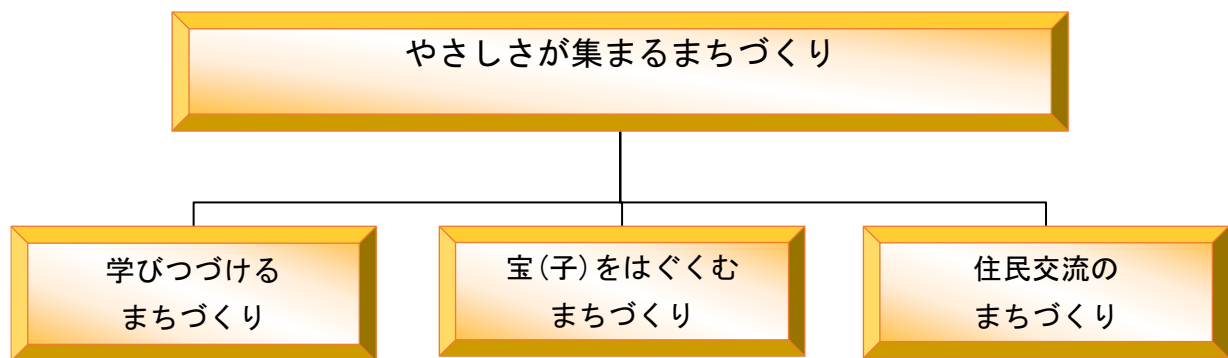 やさしさが集まるまちづくり
学びつづける
まちづくり
宝(子)をはぐくむ
まちづくり
住民交流の
まちづくり